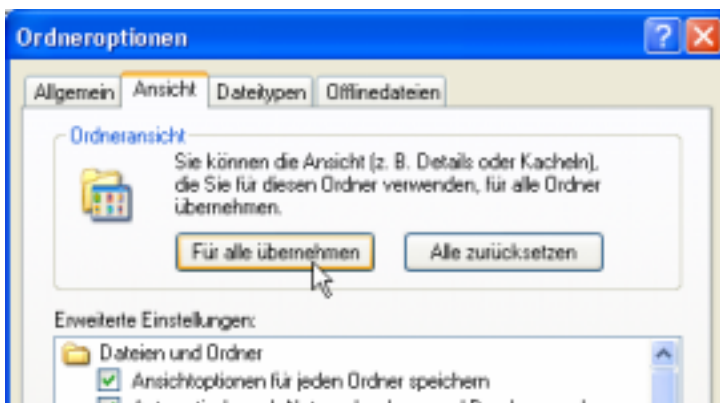 Ordneroptionen
Allgemein Ansicht Dateitypen Offlinedateien
Ordneransicht
Sie können die Ansicht (z. B. Details oder Kacheln),
die Sie für diesen Ordner verwenden, für alle Ordner
übernehmen.
Für alle übernehmen Alle zurücksetzen
Erweiterte Einstellungen:
Dateien und Ordner
Ansichtoptionen für jeden Ordner speichern